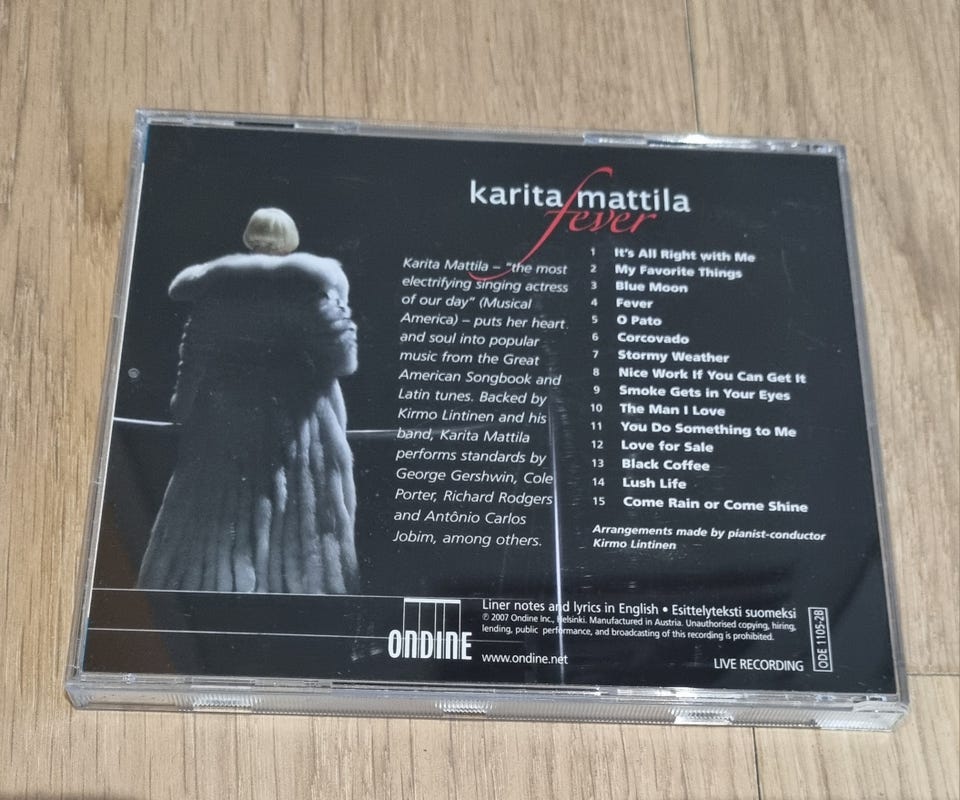 karita mattila
fever
Karita Mattila – "the most
electrifying singing actress
of our day" (Musical
America) – puts her heart
and soul into popular
music from the Great
American Songbook and
Latin tunes. Backed by
Kirmo Lintinen and his
band, Karita Mattila
performs standards by
George Gershwin, Cole
Porter, Richard Rodgers
and Antônio Carlos
Jobim, among others.
1 It's All Right with Me
2 My Favorite Things
3 Blue Moon
4 Fever
5 O Pato
6 Corcovado
7 Stormy Weather
8 Nice Work If You Can Get It
9 Smoke Gets in Your Eyes
10 The Man I Love
11 You Do Something to Me
12 Love for Sale
13 Black Coffee
14 Lush Life
15 Come Rain or Come Shine
Arrangements made by pianist-conductor
Kirmo Lintinen
ONDINE
Liner notes and lyrics in English • Esittelyteksti suomeksi
℗ 2007 Ondine Inc., Helsinki. Manufactured in Austria. Unauthorised copying, hiring,
lending, public performance, and broadcasting of this recording is prohibited.
www.ondine.net
LIVE RECORDING
ODE 1105-2B